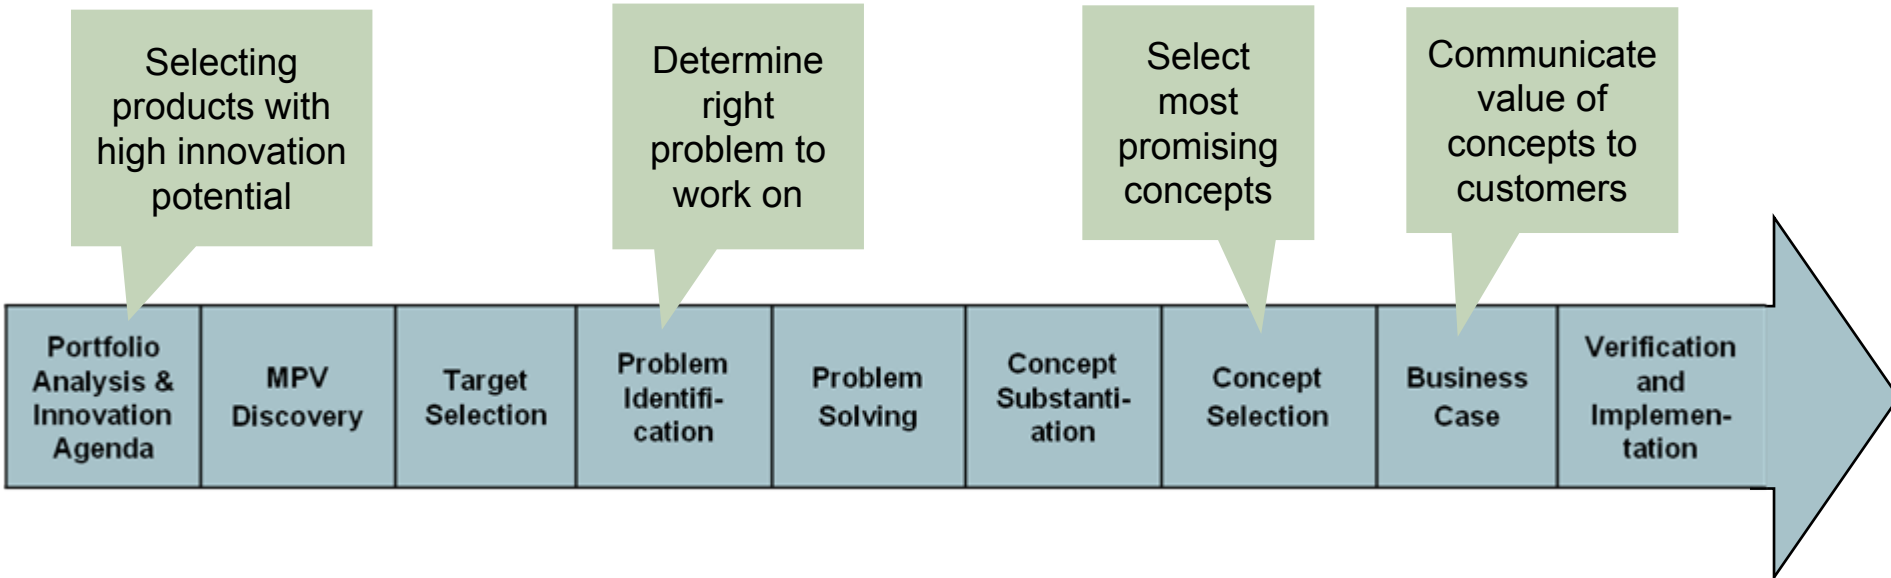 Selecting
products with
high innovation
potential
Determine
right
problem to
work on
Select
most
promising
concepts
Communicate
value of
concepts to
customers
Portfolio
Analysis &
Innovation
Agenda
MPV
Discovery
Target
Selection
Problem
Identifi-
cation
Problem
Solving
Concept
Substanti-
ation
Concept
Selection
Business
Case
Verification
and
Implemen-
tation